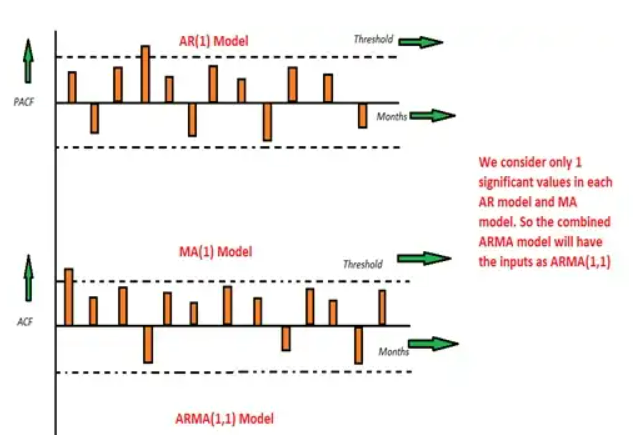 AR(1) Model
Threshold
PACF
Months
We consider only 1
significant values in each
AR model and MA
model. So the combined
ARMA model will have
the inputs as ARMA(1,1)
MA(1) Model
Threshold
ACF
Months
ARMA(1,1) Model